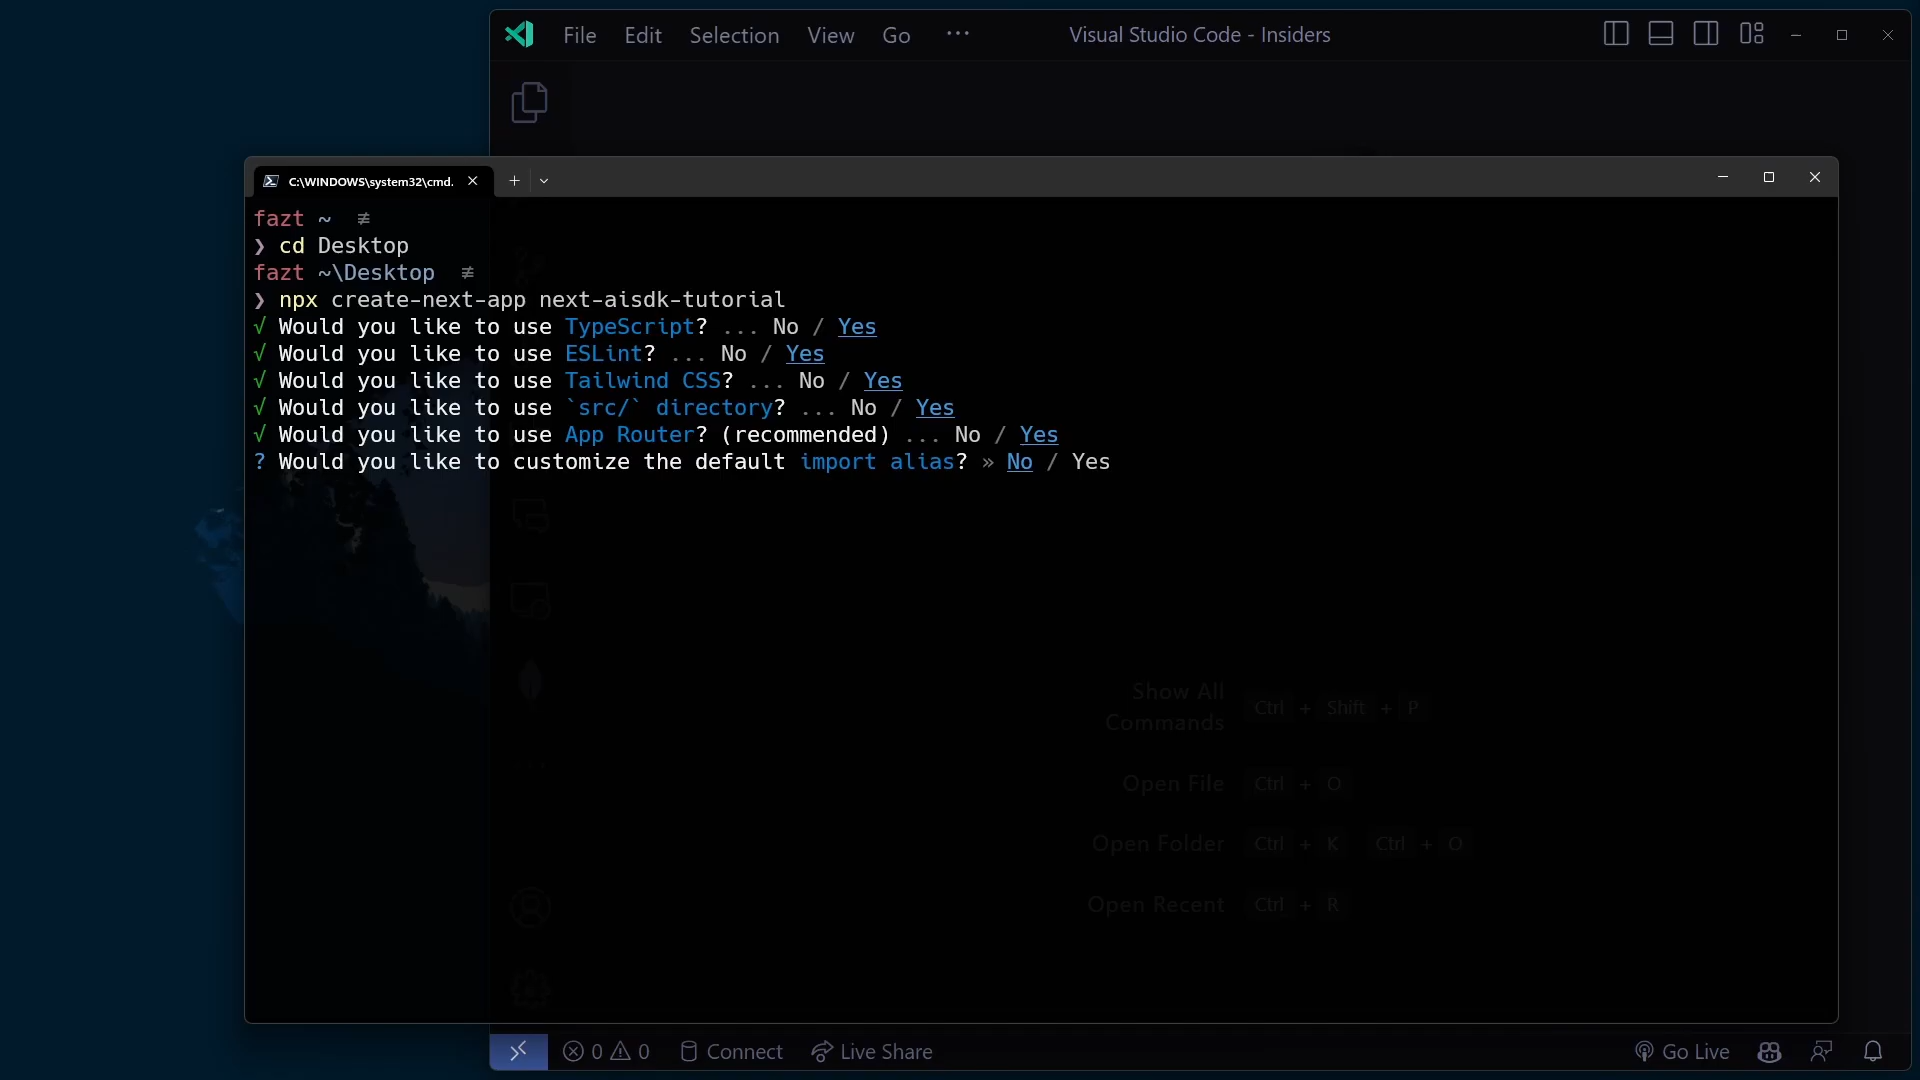 File Edit Selection View Go ··· Visual Studio Code - Insiders
C:\WINDOWS\system32\cmd.
fazt ~ ≢
❯ cd Desktop
fazt ~\Desktop ≢
❯ npx create-next-app next-aisdk-tutorial
√ Would you like to use TypeScript? ... No / Yes
√ Would you like to use ESLint? ... No / Yes
√ Would you like to use Tailwind CSS? ... No / Yes
√ Would you like to use `src/` directory? ... No / Yes
√ Would you like to use App Router? (recommended) ... No / Yes
? Would you like to customize the default import alias? » No / Yes
Show All
Commands Ctrl + Shift + P
Open File Ctrl + O
Open Folder Ctrl + K Ctrl + O
Open Recent Ctrl + R
0 0 Connect Live Share Go Live